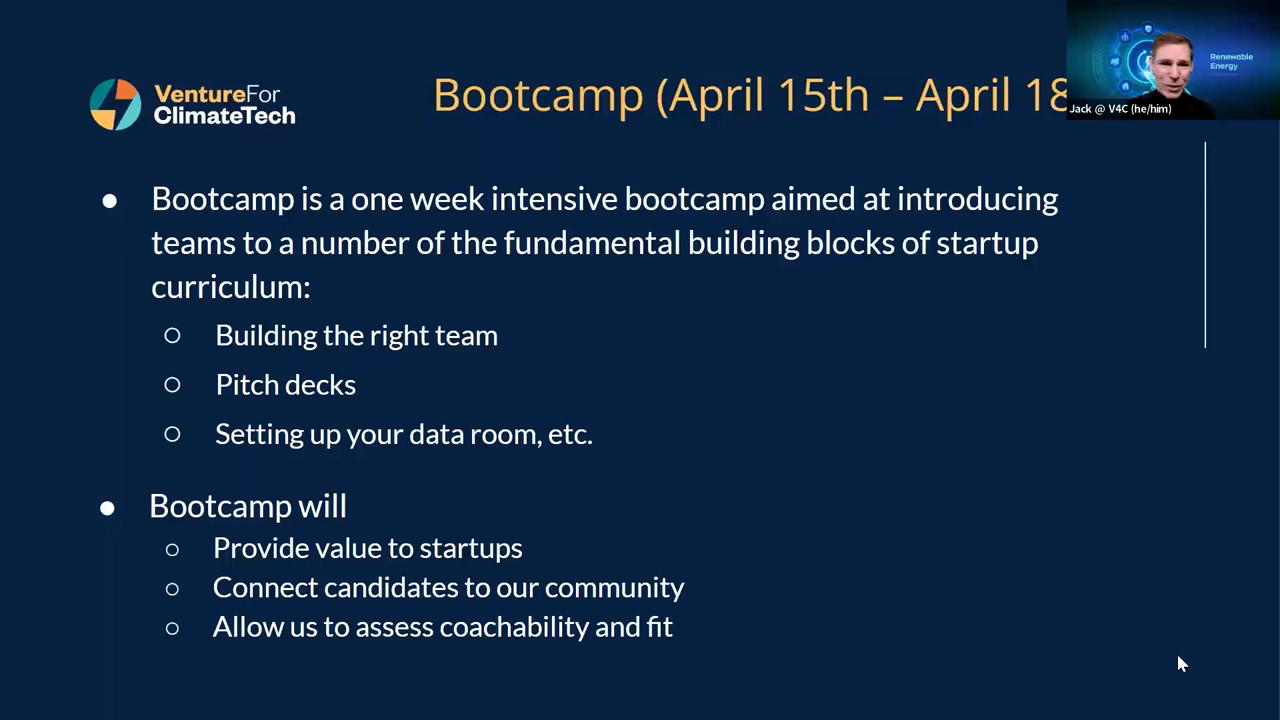 VentureFor
ClimateTech
Bootcamp (April 15th – April 18
Renewable
Energy
Jack @ V4C (he/him)
● Bootcamp is a one week intensive bootcamp aimed at introducing
teams to a number of the fundamental building blocks of startup
curriculum:
○ Building the right team
○ Pitch decks
○ Setting up your data room, etc.
● Bootcamp will
○ Provide value to startups
○ Connect candidates to our community
○ Allow us to assess coachability and fit